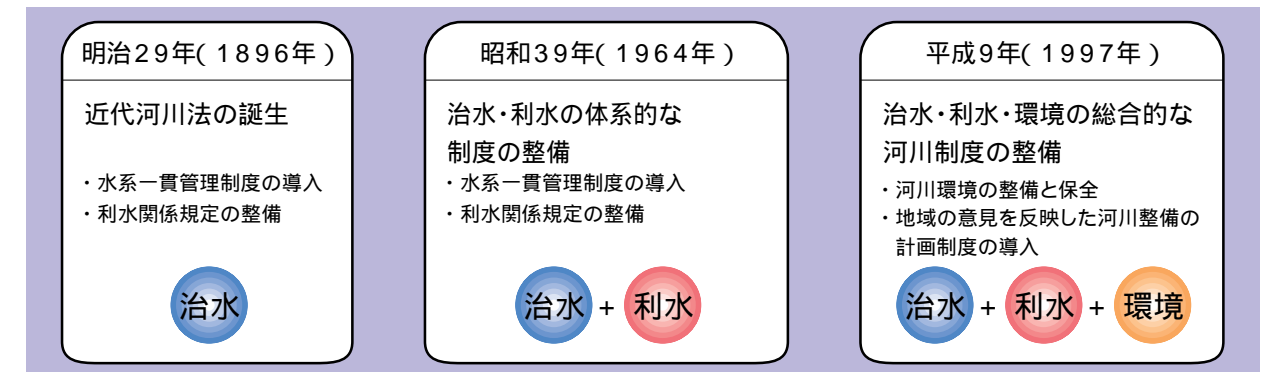 明治29年(1896年)
近代河川法の誕生
・水系一貫管理制度の導入
・利水関係規定の整備
治水
昭和39年(1964年)
治水・利水の体系的な
制度の整備
・水系一貫管理制度の導入
・利水関係規定の整備
治水 + 利水
平成9年(1997年)
治水・利水・環境の総合的な
河川制度の整備
・河川環境の整備と保全
・地域の意見を反映した河川整備の
計画制度の導入
治水 + 利水 + 環境